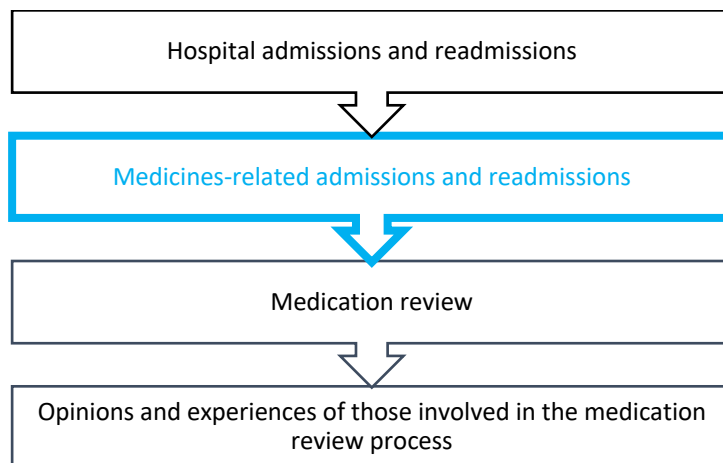 Hospital admissions and readmissions
Medicines-related admissions and readmissions
Medication review
Opinions and experiences of those involved in the medication
review process